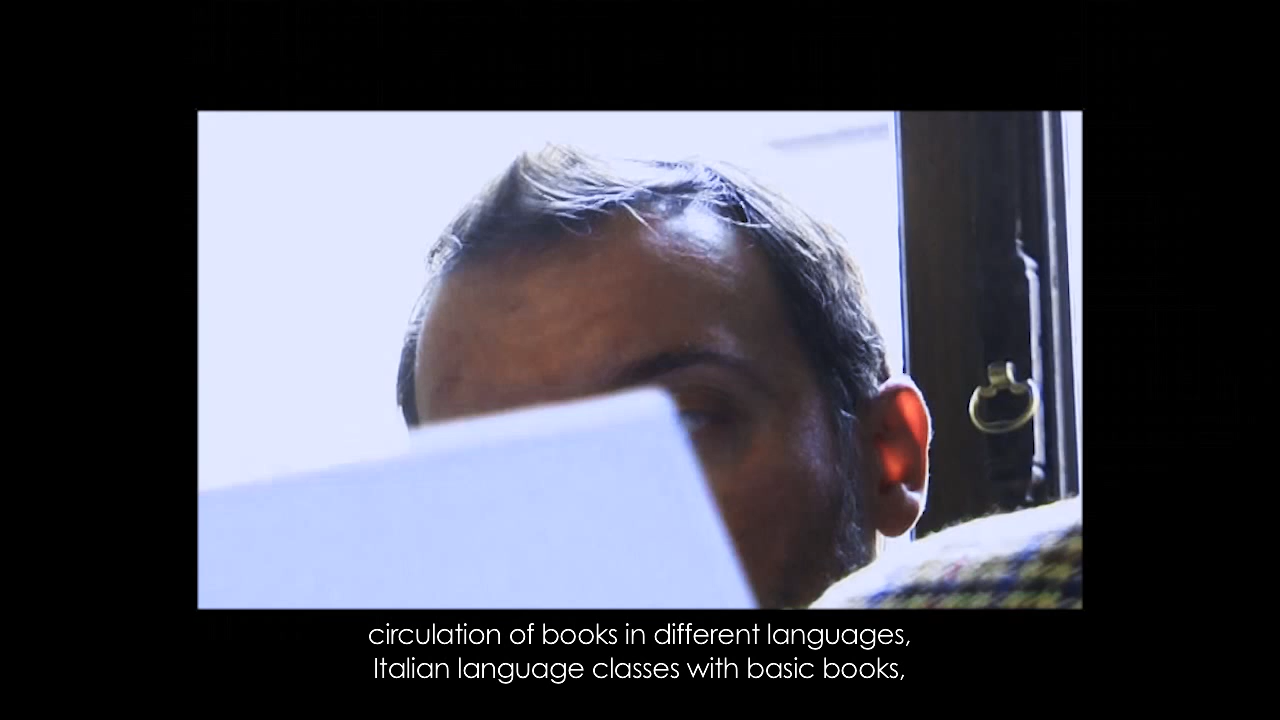 circulation of books in different languages,
Italian language classes with basic books,